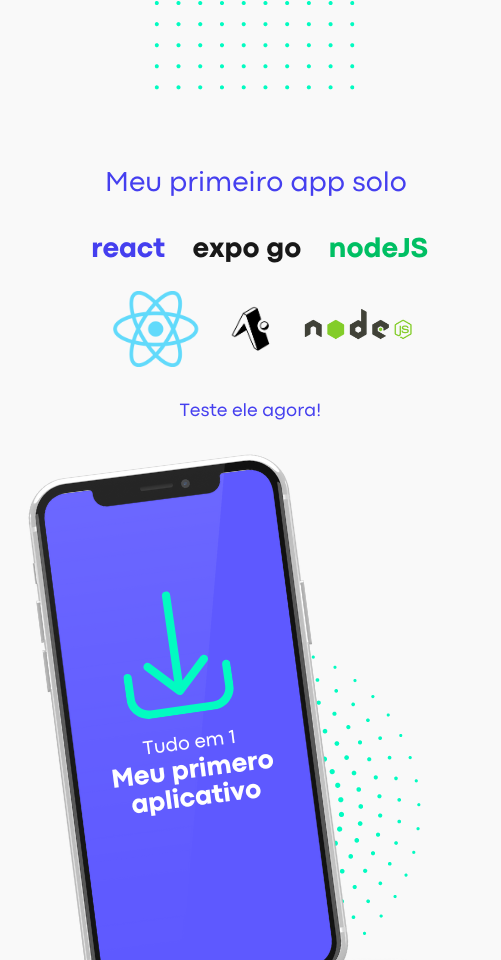 Meu primeiro app solo
react expo go nodeJS
node JS
Teste ele agora!
Tudo em 1
Meu primero
aplicativo